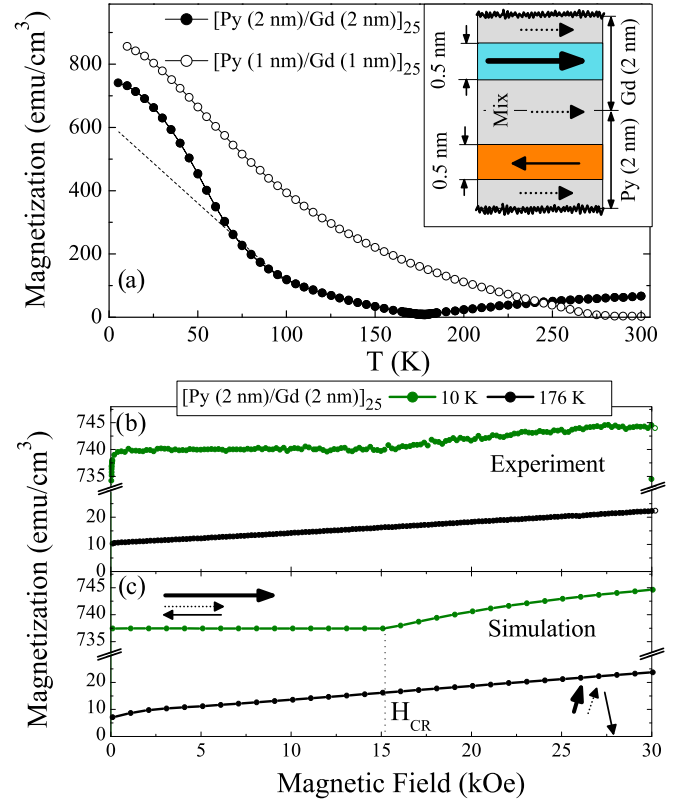 [Py (2 nm)/Gd (2 nm)]25
[Py (1 nm)/Gd (1 nm)]25
Magnetization (emu/cm3)
800
600
400
200
0
(a)
0.5 nm
0.5 nm
Mix
Gd (2 nm)
Py (2 nm)
0 50 100 150 200 250 300
T (K)
[Py (2 nm)/Gd (2 nm)]25 10 K 176 K
(b)
745
740
735
20
10
0
Experiment
Magnetization (emu/cm3)
(c)
745
740
735
20
10
0
Simulation
HCR
0 5 10 15 20 25 30
Magnetic Field (kOe)